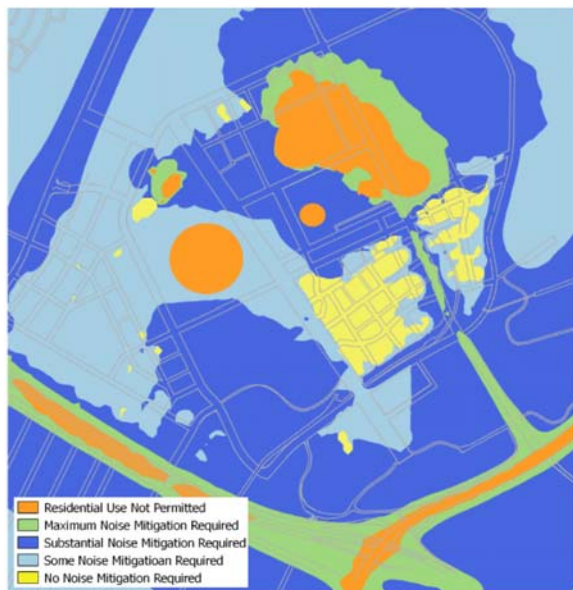 Residential Use Not Permitted
Maximum Noise Mitigation Required
Substantial Noise Mitigation Required
Some Noise Mitigatioan Required
No Noise Mitigation Required